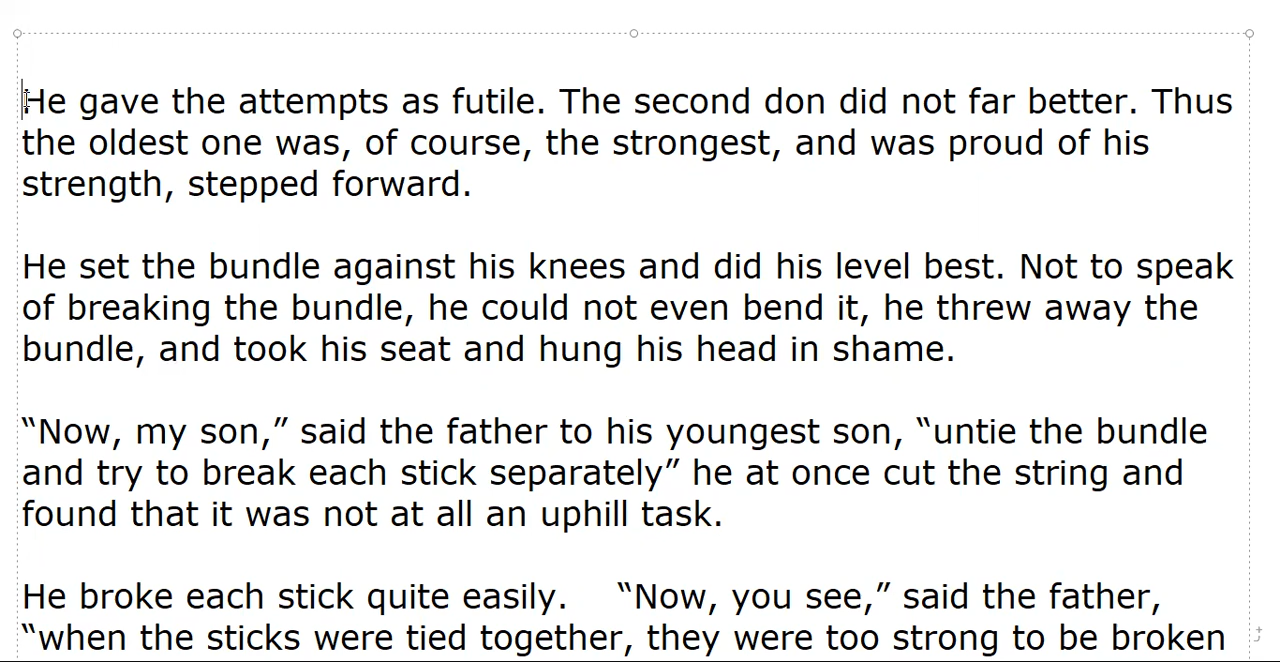 He gave the attempts as futile. The second don did not far better. Thus
the oldest one was, of course, the strongest, and was proud of his
strength, stepped forward.
He set the bundle against his knees and did his level best. Not to speak
of breaking the bundle, he could not even bend it, he threw away the
bundle, and took his seat and hung his head in shame.
“Now, my son,” said the father to his youngest son, “untie the bundle
and try to break each stick separately” he at once cut the string and
found that it was not at all an uphill task.
He broke each stick quite easily. “Now, you see,” said the father,
“when the sticks were tied together, they were too strong to be broken